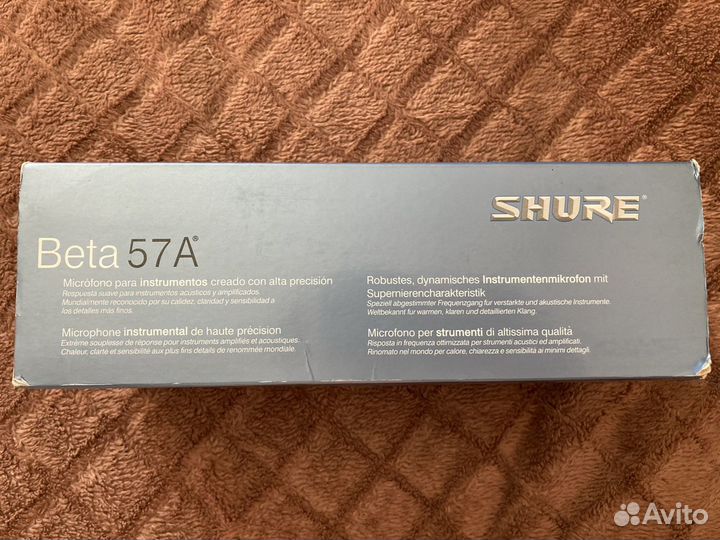 SHURE®
Beta 57A®
Micrófono para instrumentos creado con alta precisión
Respuesta suave para instrumentos acústicos y amplificados.
Mundialmente reconocido por su calidez, claridad y sensibilidad a
los detalles más finos.
Microphone instrumental de haute précision
Extrême souplesse de réponse pour instruments amplifiés et acoustiques.
Chaleur, clarté et sensibilité aux plus fins détails de renommée mondiale.
Robustes, dynamisches Instrumentenmikrofon mit
Supernierencharakteristik
Speziell abgestimmter Frequenzgang für verstärkte und akustische Instrumente.
Weltbekannt fur warmen, klaren und detaillierten Klang.
Microfono per strumenti di altissima qualità
Risposta in frequenza ottimizzata per strumenti acustici ed amplificati.
Rinomato nel mondo per calore, chiarezza e sensibilità ai minimi dettagli.
Avito